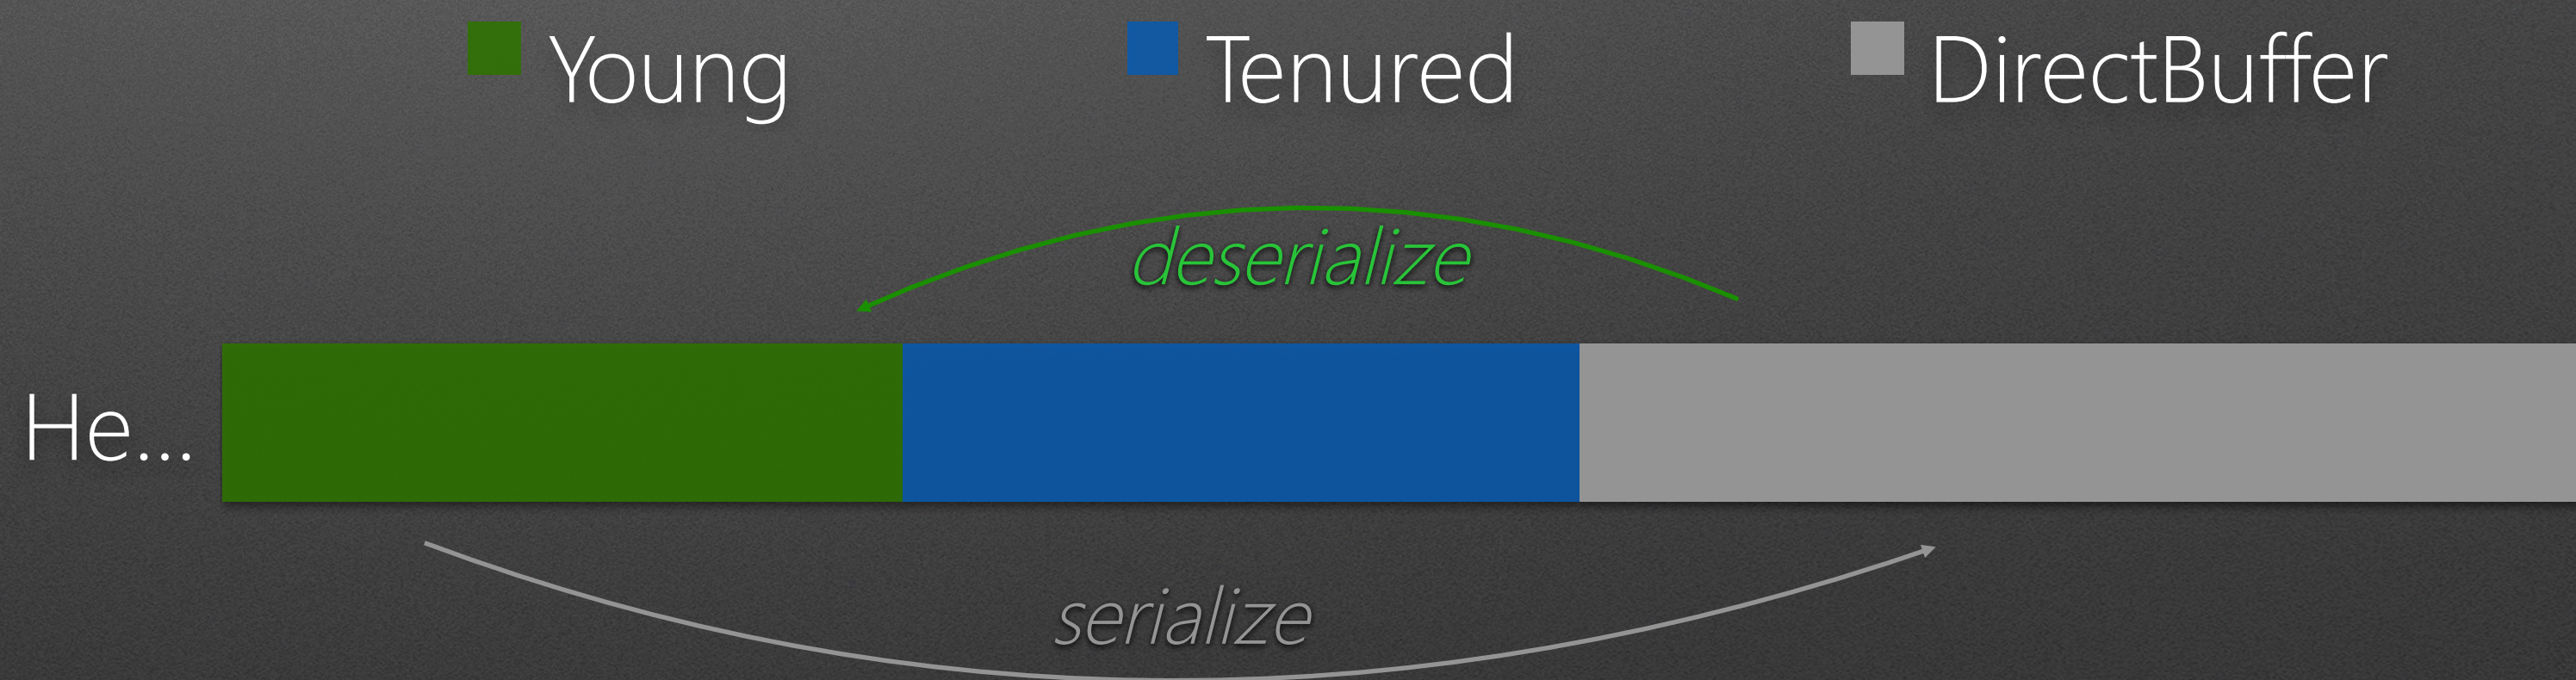 Young
Tenured
DirectBuffer
deserialize
He...
serialize